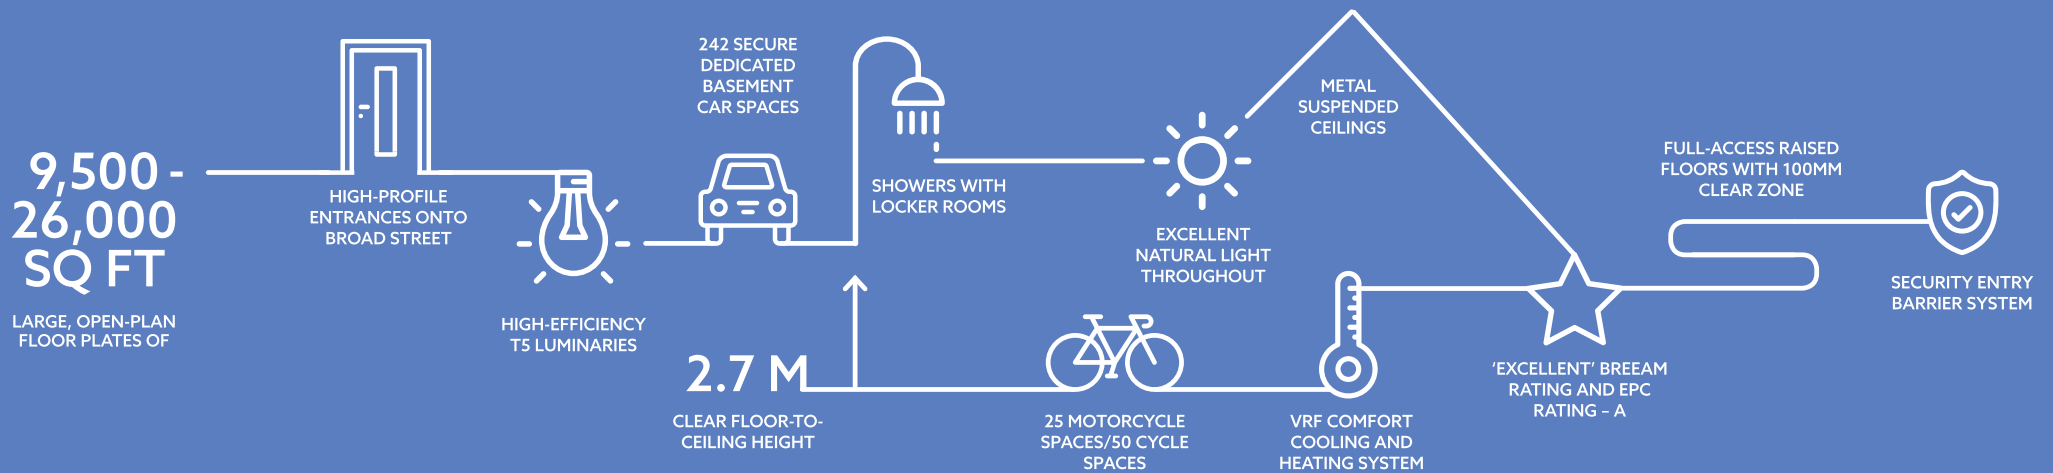 9,500 -
26,000
SQ FT
LARGE, OPEN-PLAN
FLOOR PLATES OF
HIGH-PROFILE
ENTRANCES ONTO
BROAD STREET
HIGH-EFFICIENCY
T5 LUMINARIES
242 SECURE
DEDICATED
BASEMENT
CAR SPACES
2.7 M
CLEAR FLOOR-TO-
CEILING HEIGHT
SHOWERS WITH
LOCKER ROOMS
25 MOTORCYCLE
SPACES/50 CYCLE
SPACES
EXCELLENT
NATURAL LIGHT
THROUGHOUT
METAL
SUSPENDED
CEILINGS
VRF COMFORT
COOLING AND
HEATING SYSTEM
'EXCELLENT' BREEAM
RATING AND EPC
RATING – A
FULL-ACCESS RAISED
FLOORS WITH 100MM
CLEAR ZONE
SECURITY ENTRY
BARRIER SYSTEM